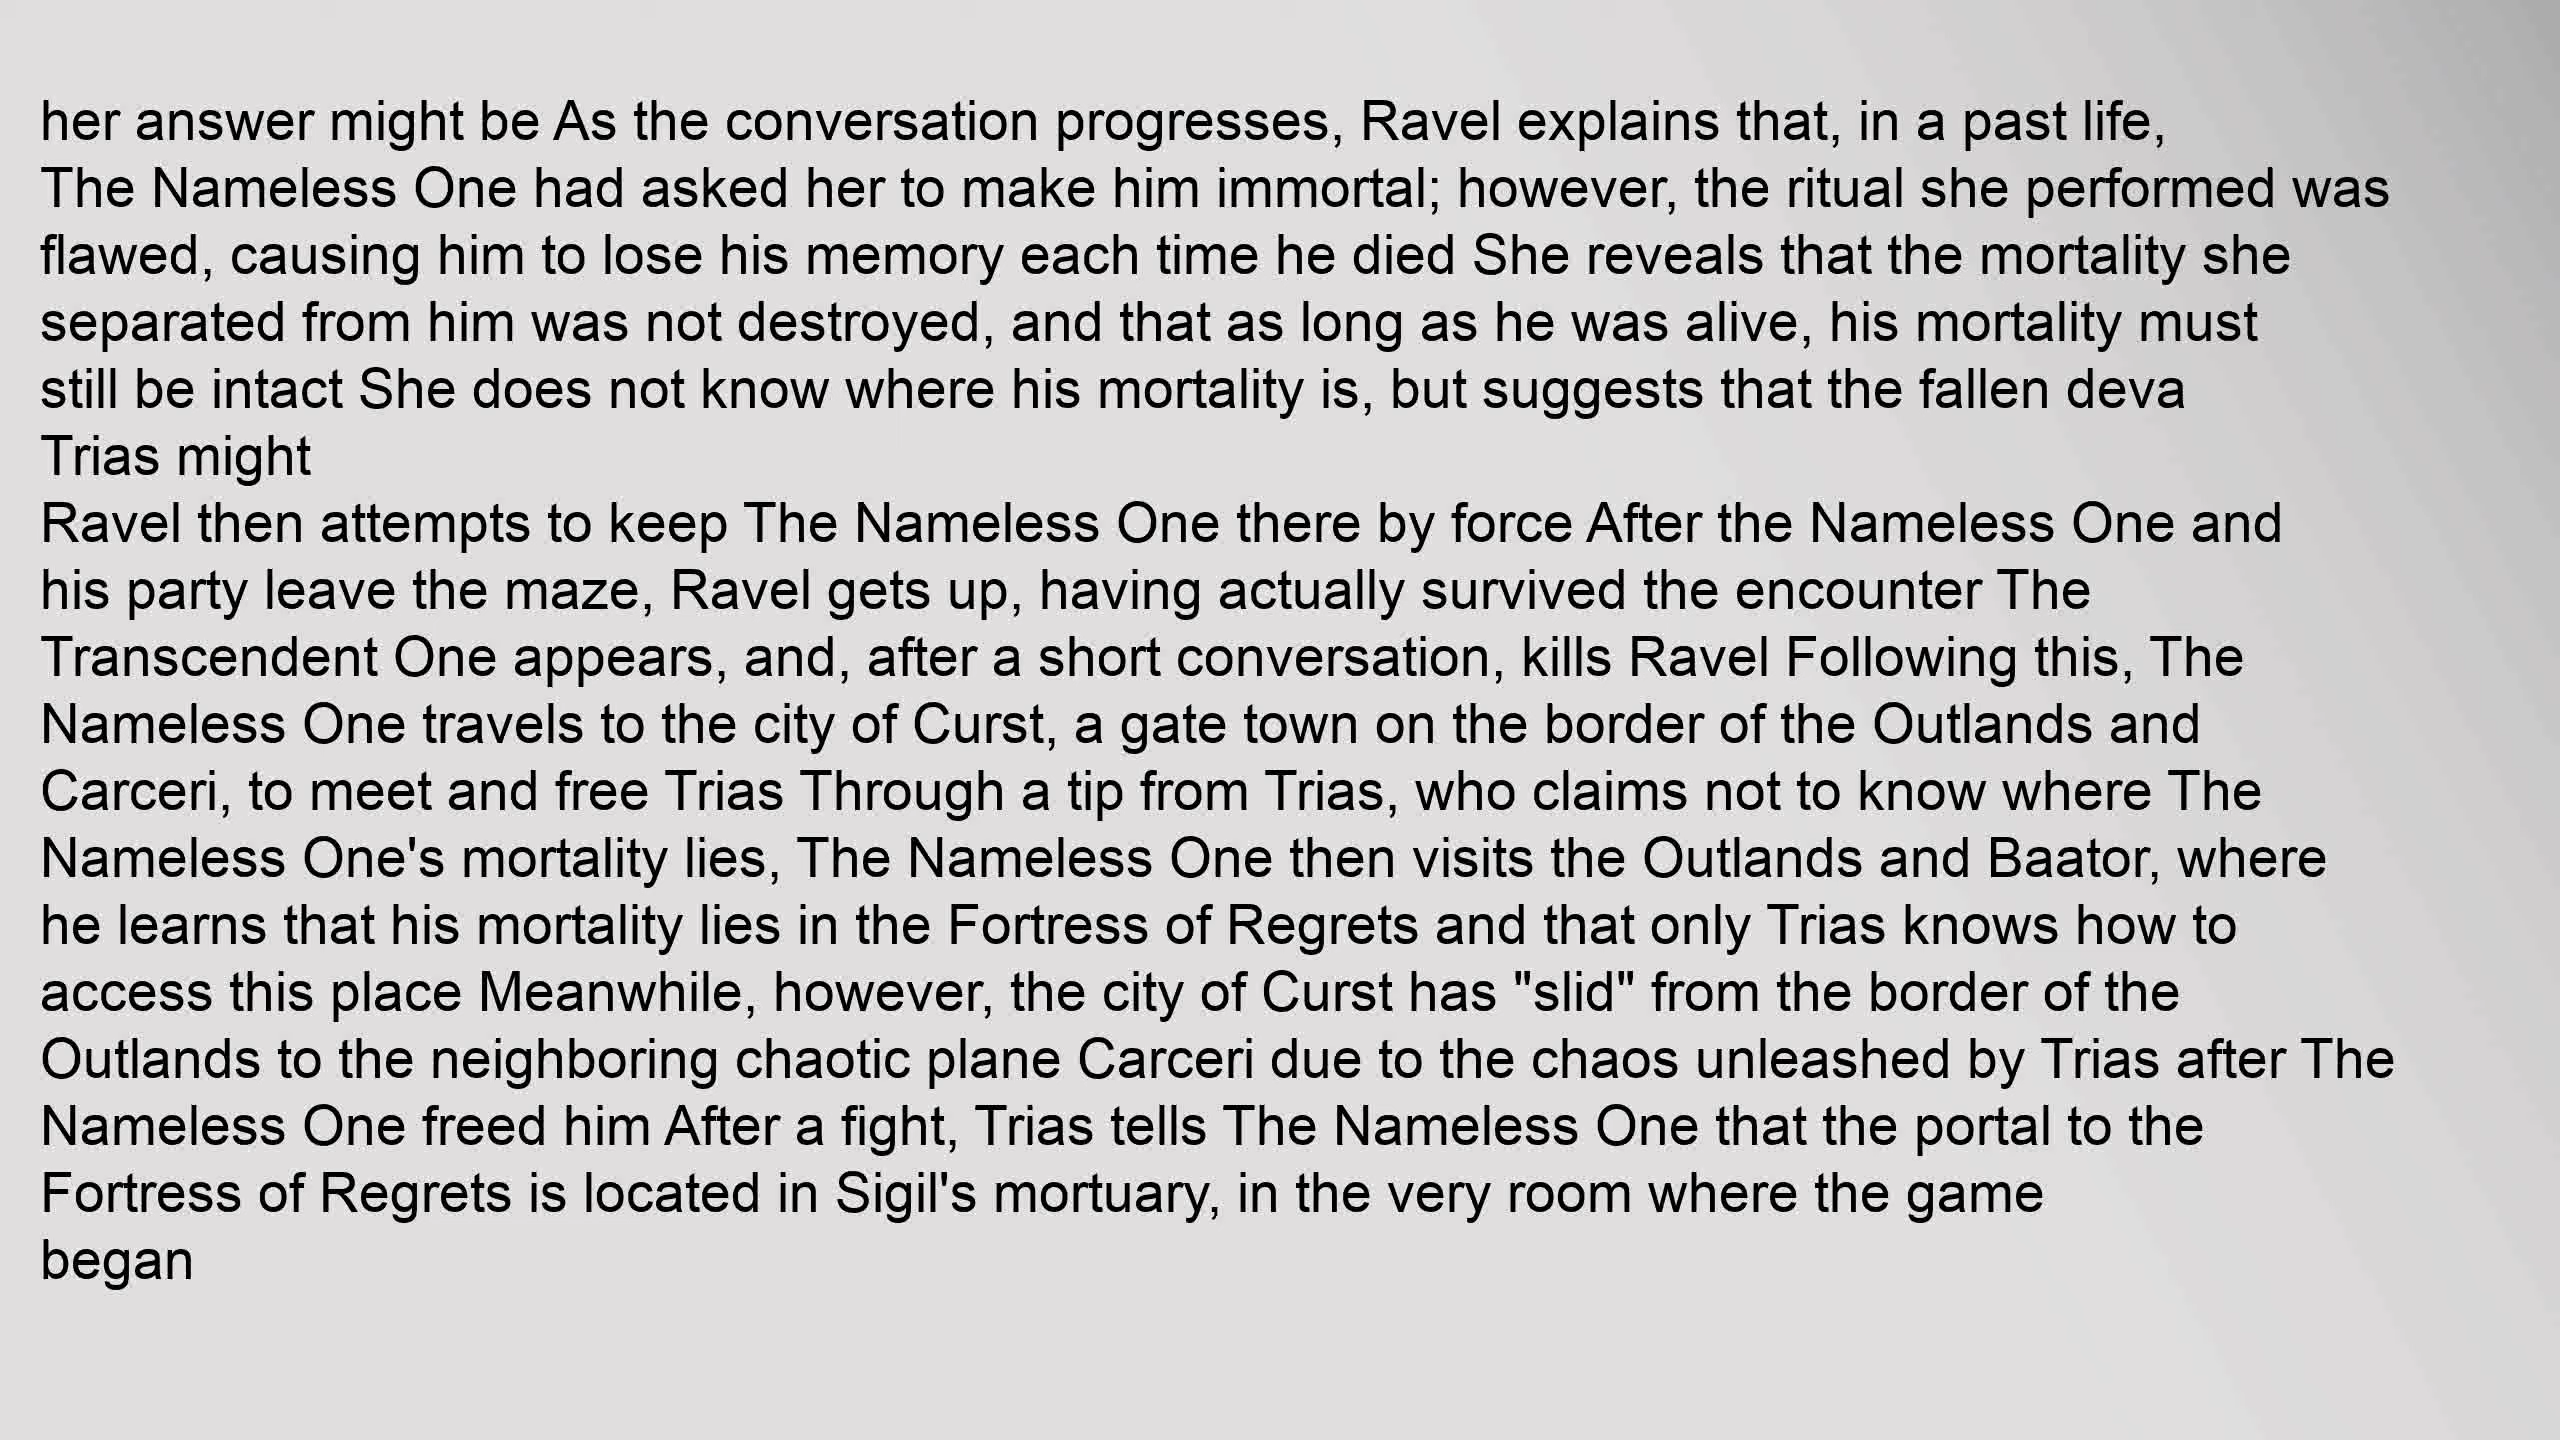 her answer might be As the conversation progresses, Ravel explains that, in a past life,
The Nameless One had asked her to make him immortal; however, the ritual she performed was
flawed, causing him to lose his memory each time he died She reveals that the mortality she
separated from him was not destroyed, and that as long as he was alive, his mortality must
still be intact She does not know where his mortality is, but suggests that the fallen deva
Trias might
Ravel then attempts to keep The Nameless One there by force After the Nameless One and
his party leave the maze, Ravel gets up, having actually survived the encounter The
Transcendent One appears, and, after a short conversation, kills Ravel Following this, The
Nameless One travels to the city of Curst, a gate town on the border of the Outlands and
Carceri, to meet and free Trias Through a tip from Trias, who claims not to know where The
Nameless One's mortality lies, The Nameless One then visits the Outlands and Baator, where
he learns that his mortality lies in the Fortress of Regrets and that only Trias knows how to
access this place Meanwhile, however, the city of Curst has "slid" from the border of the
Outlands to the neighboring chaotic plane Carceri due to the chaos unleashed by Trias after The
Nameless One freed him After a fight, Trias tells The Nameless One that the portal to the
Fortress of Regrets is located in Sigil's mortuary, in the very room where the game
began